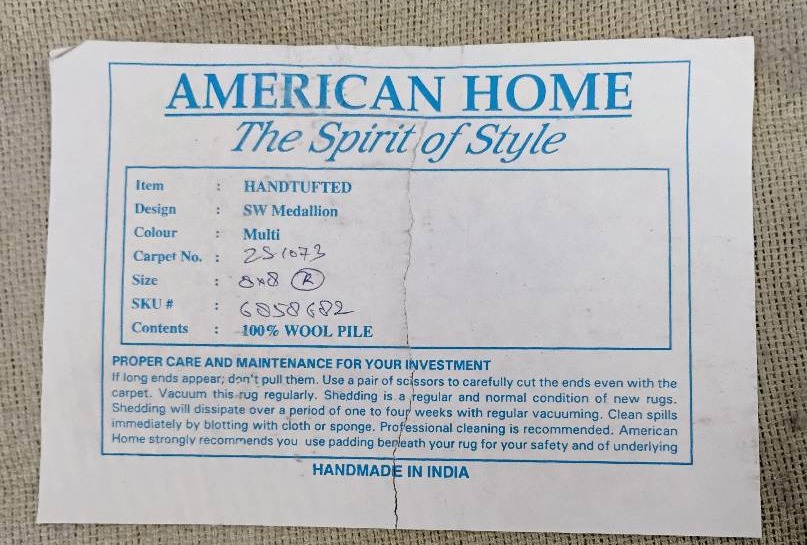 AMERICAN HOME
The Spirit of Style
Item : HANDTUFTED
Design : SW Medallion
Colour : Multi
Carpet No. : 251073
Size : 8x8 R
SKU # : 6858682
Contents : 100% WOOL PILE
PROPER CARE AND MAINTENANCE FOR YOUR INVESTMENT
If long ends appear; don't pull them. Use a pair of scissors to carefully cut the ends even with the
carpet. Vacuum this rug regularly. Shedding is a regular and normal condition of new rugs.
Shedding will dissipate over a period of one to four weeks with regular vacuuming. Clean spills
immediately by blotting with cloth or sponge. Professional cleaning is recommended. American
Home strongly recommends you use padding beneath your rug for your safety and of underlying
HANDMADE IN INDIA